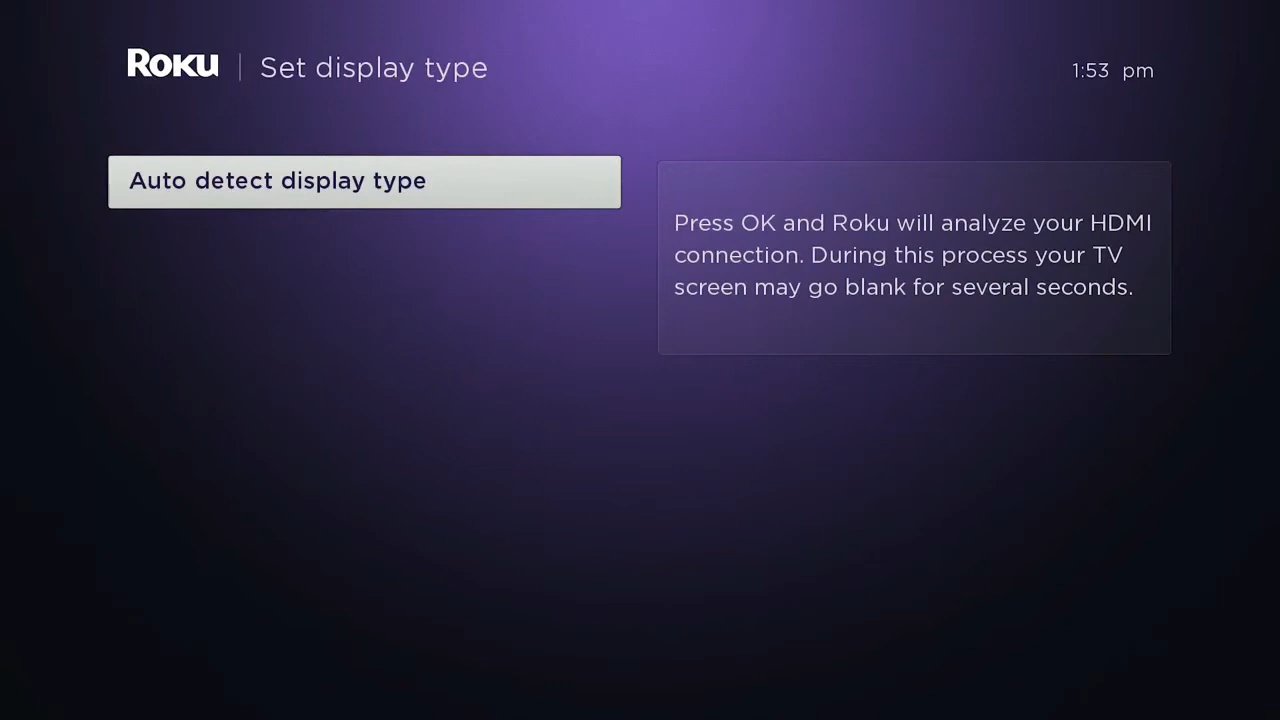 Roku | Set display type
1:53 pm
Auto detect display type
Press OK and Roku will analyze your HDMI
connection. During this process your TV
screen may go blank for several seconds.